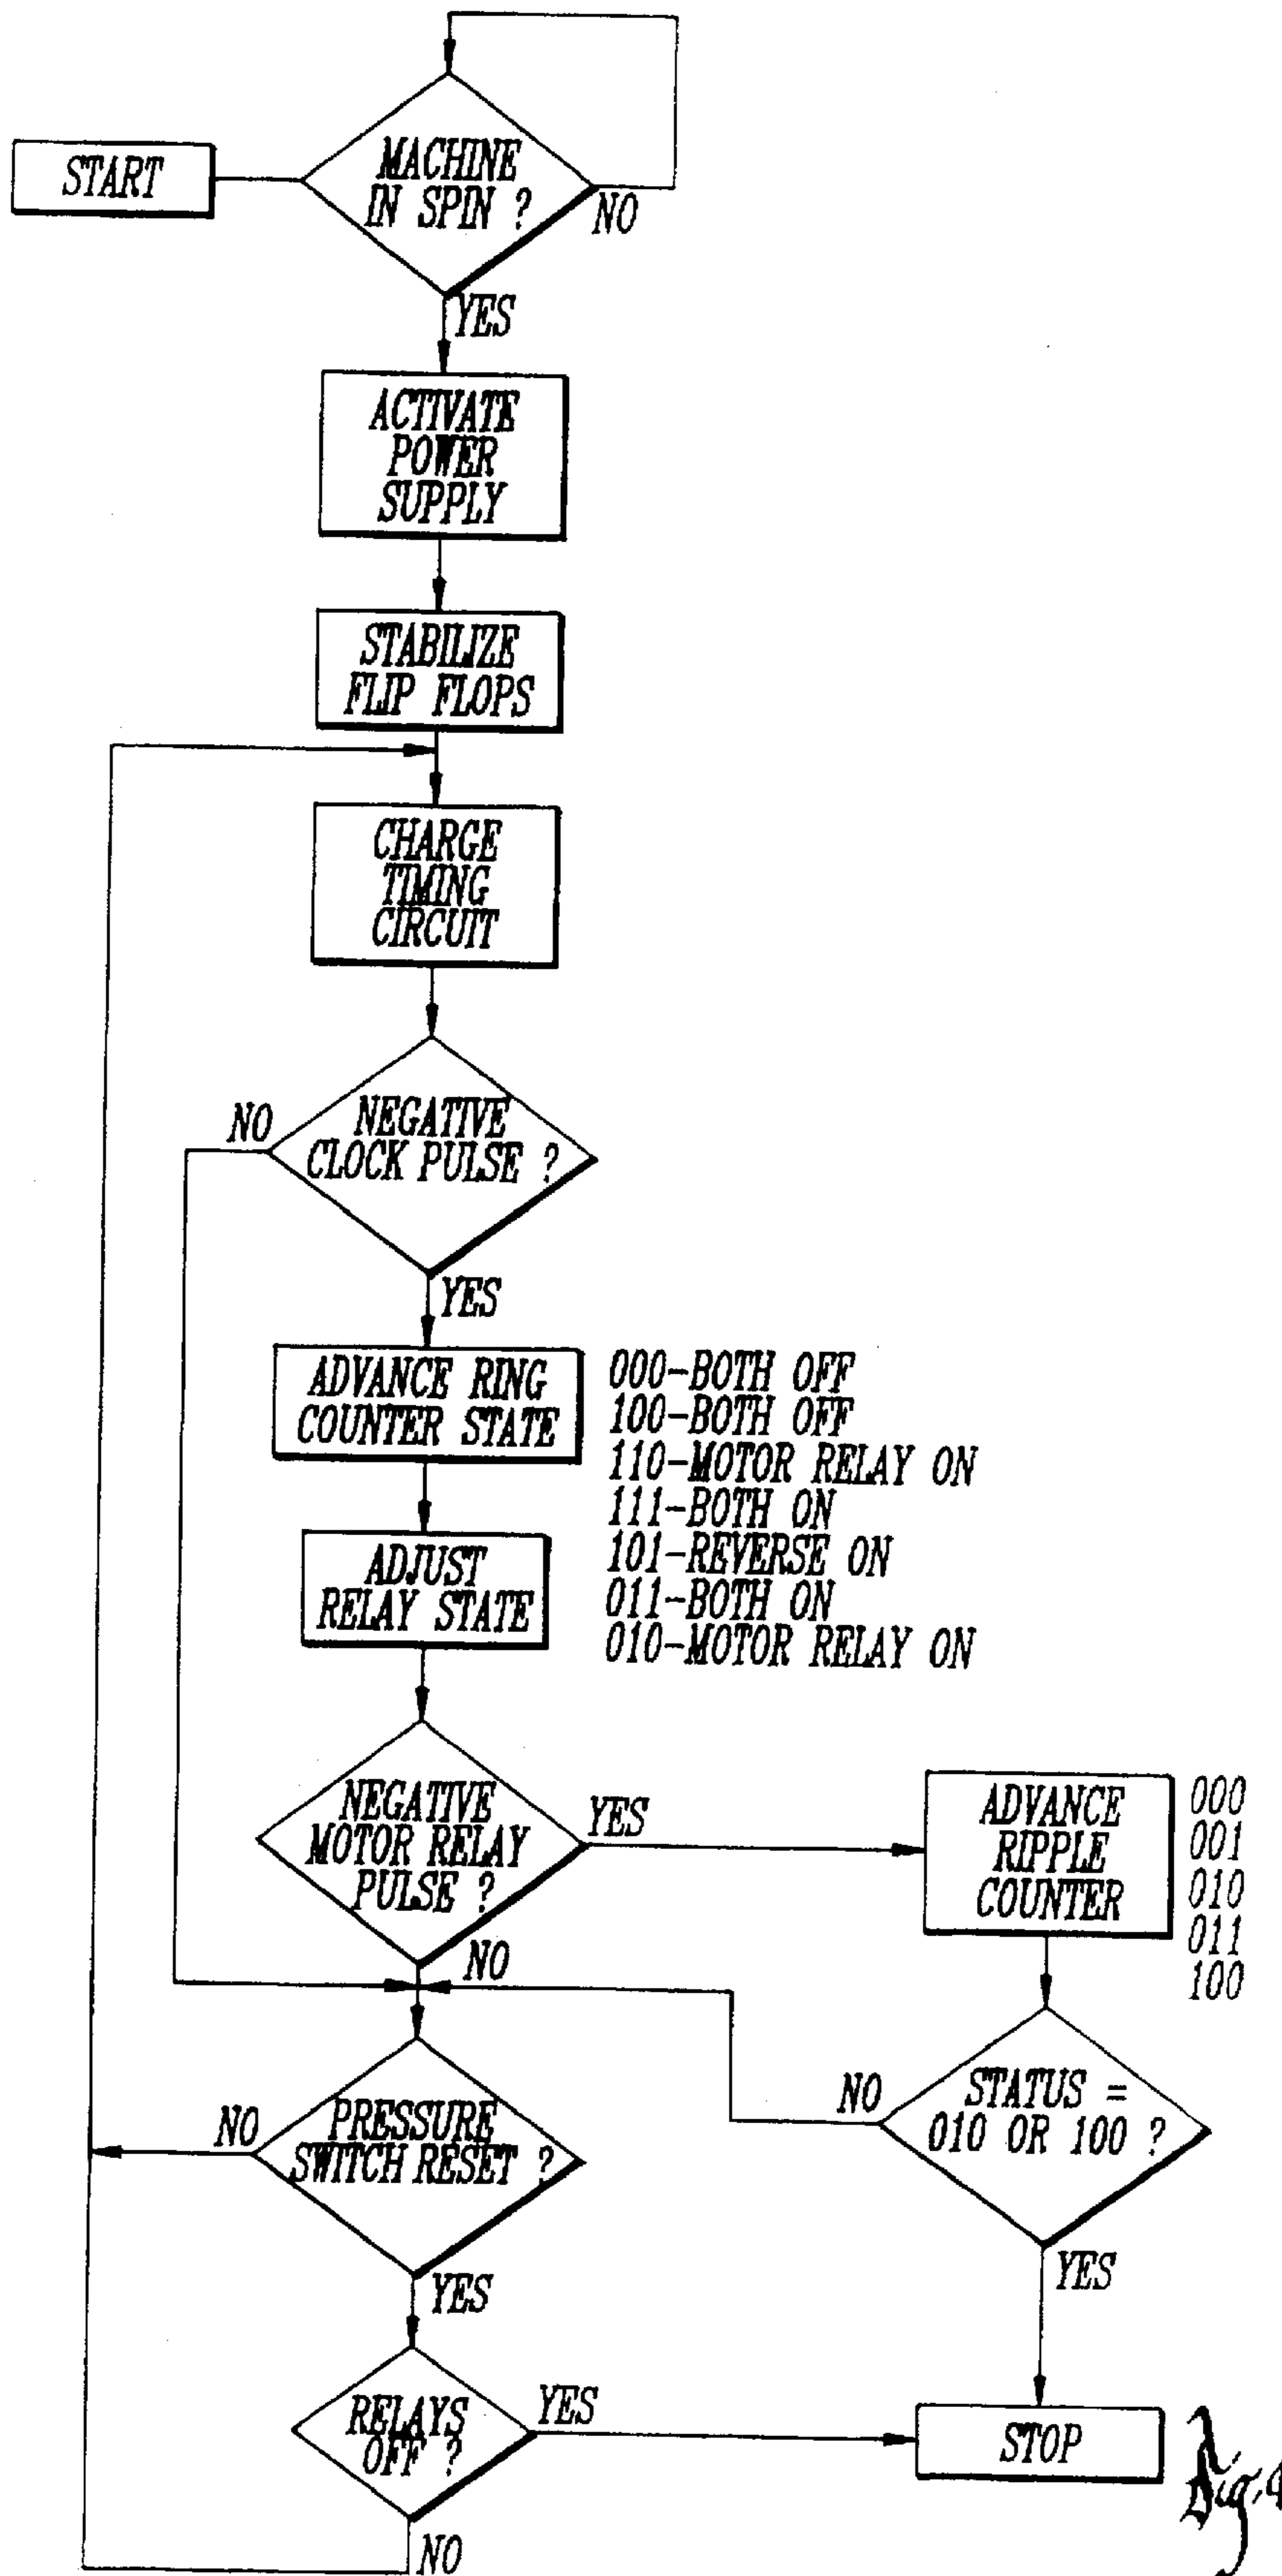 START
MACHINE
IN SPIN ?
NO
YES
ACTIVATE
POWER
SUPPLY
STABILIZE
FLIP FLOPS
CHARGE
TIMING
CIRCUIT
NO
NEGATIVE
CLOCK PULSE ?
YES
ADVANCE RING
COUNTER STATE
000-BOTH OFF
100-BOTH OFF
110-MOTOR RELAY ON
111-BOTH ON
101-REVERSE ON
011-BOTH ON
010-MOTOR RELAY ON
ADJUST
RELAY STATE
NEGATIVE
MOTOR RELAY
PULSE ?
YES
NO
ADVANCE
RIPPLE
COUNTER
000
001
010
011
100
NO
STATUS =
010 OR 100 ?
YES
NO
PRESSURE
SWITCH RESET ?
YES
RELAYS
OFF ?
YES
NO
STOP
Fig. 4